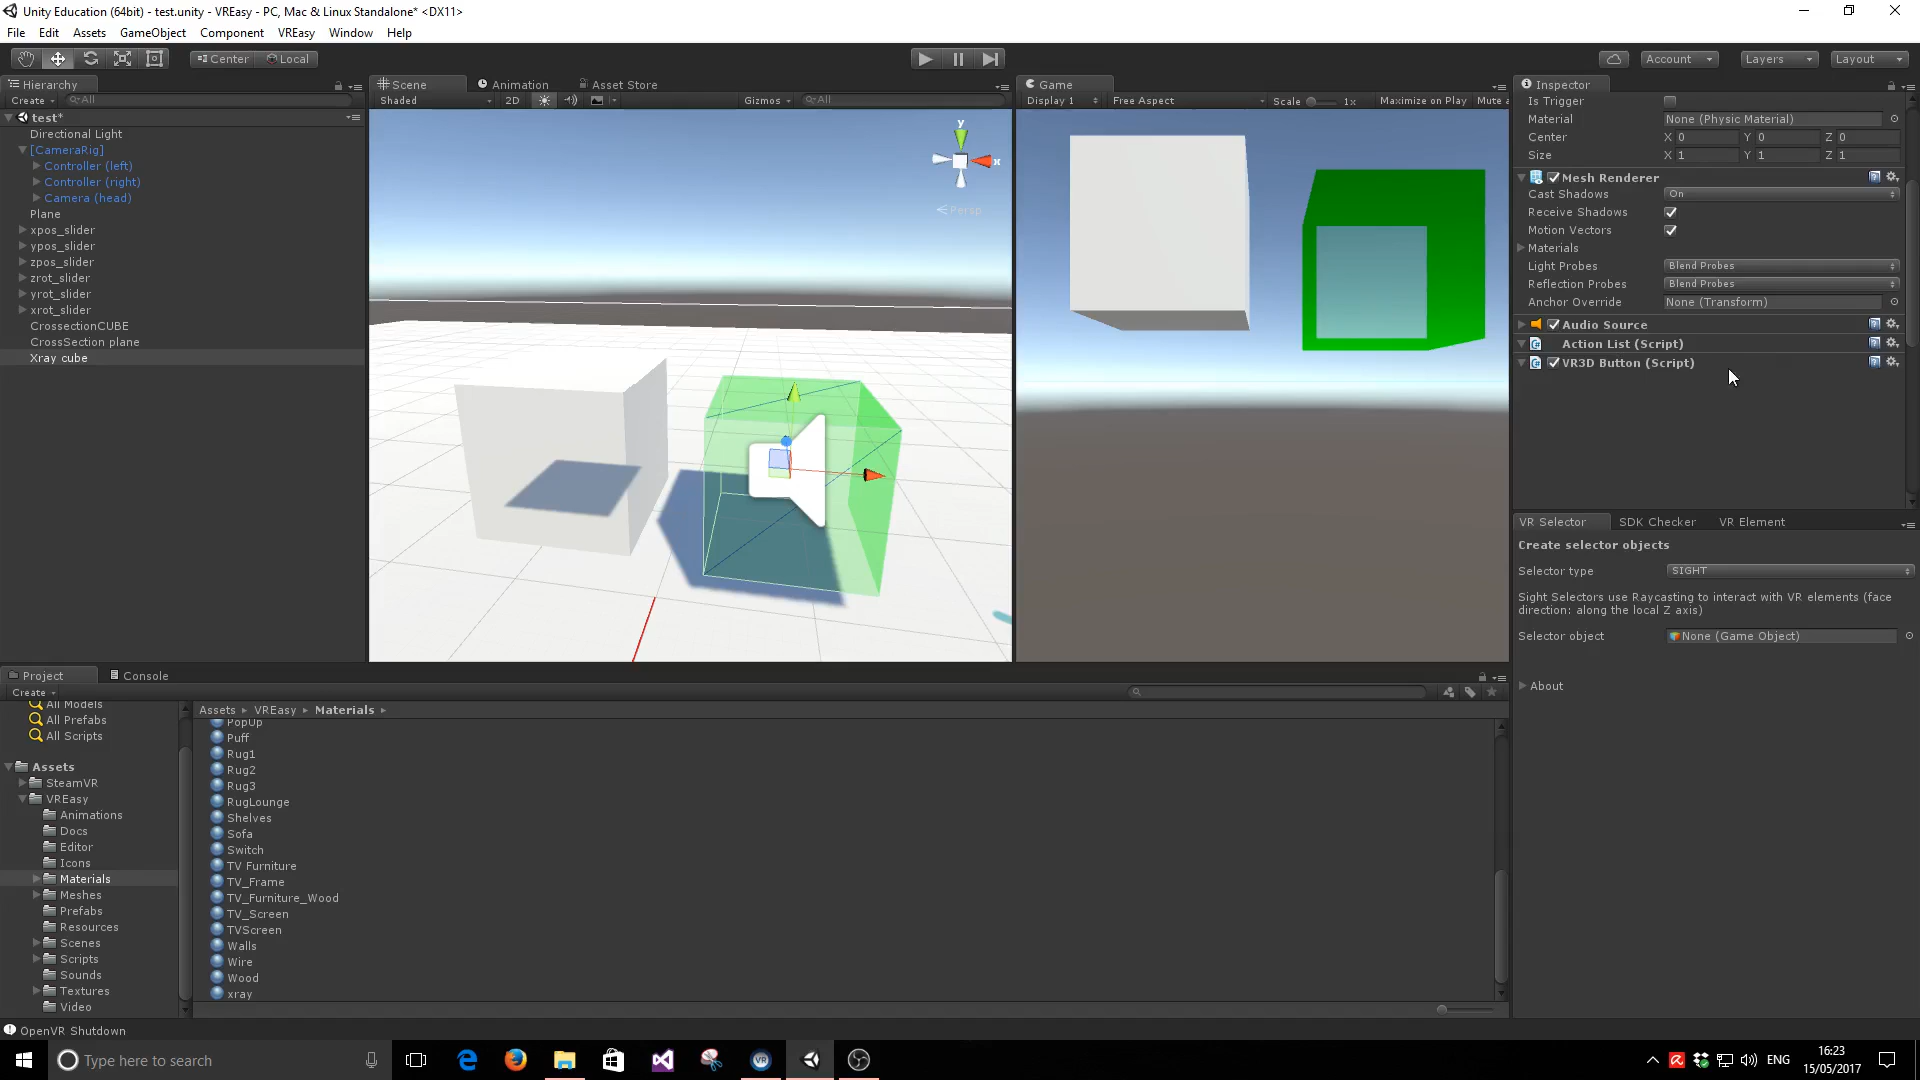 Unity Education (64bit) - test.unity - VREasy - PC, Mac & Linux Standalone* <DX11>
File Edit Assets GameObject Component VREasy Window Help
Center Local Account Layers Layout
Hierarchy
Create All
test*
Directional Light
[CameraRig]
Controller (left)
Controller (right)
Camera (head)
Plane
xpos_slider
ypos_slider
zpos_slider
zrot_slider
yrot_slider
xrot_slider
CrossectionCUBE
CrossSection plane
Xray cube
Scene Animation Asset Store
Shaded 2D Gizmos All
y
x
Persp
Game
Display 1 Free Aspect Scale 1x Maximize on Play Mute a
Inspector
Is Trigger
Material None (Physic Material)
Center X 0 Y 0 Z 0
Size X 1 Y 1 Z 1
Mesh Renderer
Cast Shadows On
Receive Shadows
Motion Vectors
Materials
Light Probes Blend Probes
Reflection Probes Blend Probes
Anchor Override None (Transform)
Audio Source
Action List (Script)
VR3D Button (Script)
VR Selector SDK Checker VR Element
Create selector objects
Selector type SIGHT
Sight Selectors use Raycasting to interact with VR elements (face
direction: along the local Z axis)
Selector object None (Game Object)
About
Project Console
Create
All Models
All Prefabs
All Scripts
Assets
SteamVR
VREasy
Animations
Docs
Editor
Icons
Materials
Meshes
Prefabs
Resources
Scenes
Scripts
Sounds
Textures
Video
Assets VREasy Materials
PopUp
Puff
Rug1
Rug2
Rug3
RugLounge
Shelves
Sofa
Switch
TV Furniture
TV_Frame
TV_Furniture_Wood
TV_Screen
TVScreen
Walls
Wire
Wood
xray
OpenVR Shutdown
Type here to search
VR
ENG
16:23
15/05/2017